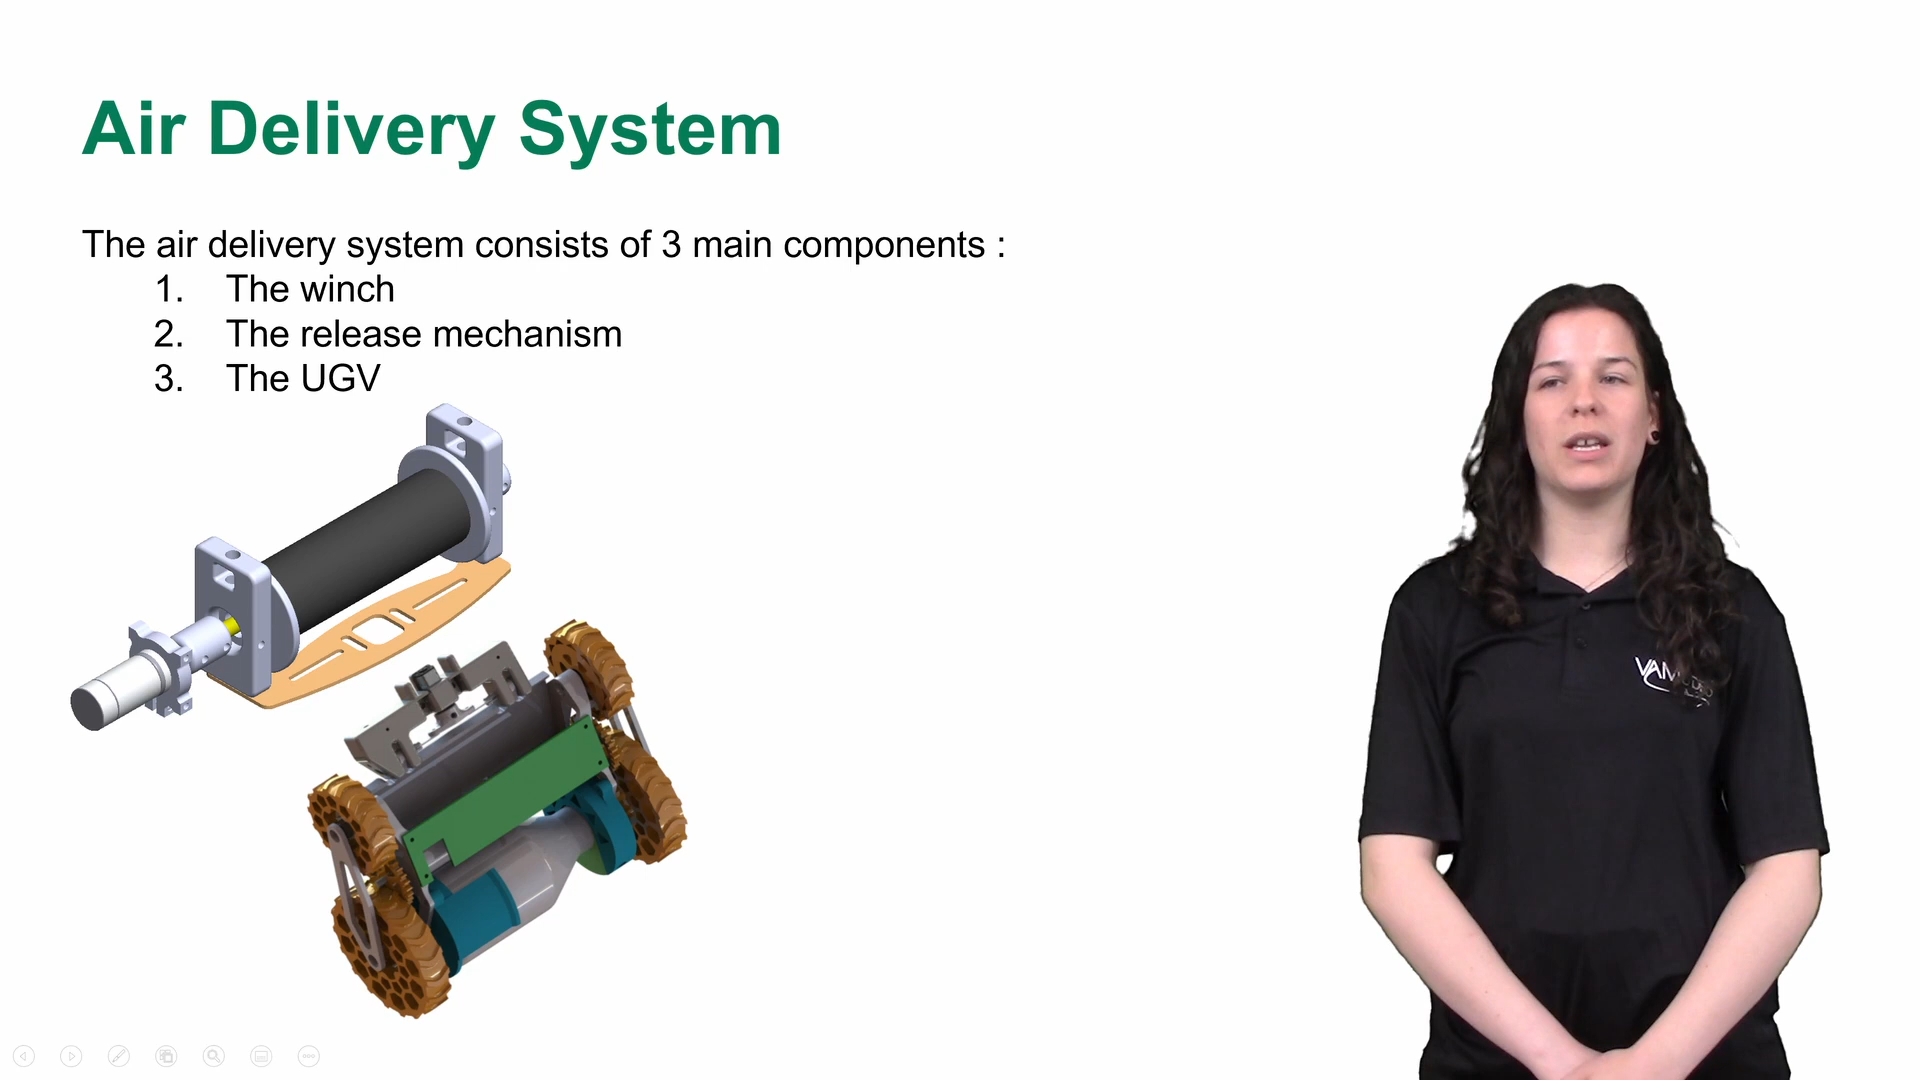 Air Delivery System
The air delivery system consists of 3 main components :
1. The winch
2. The release mechanism
3. The UGV